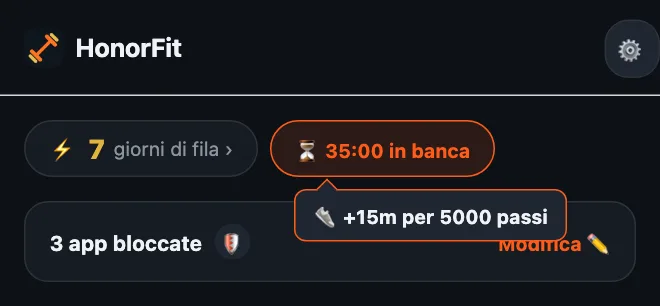 HonorFit
7 giorni di fila ›
35:00 in banca
+15m per 5000 passi
3 app bloccate
Modifica